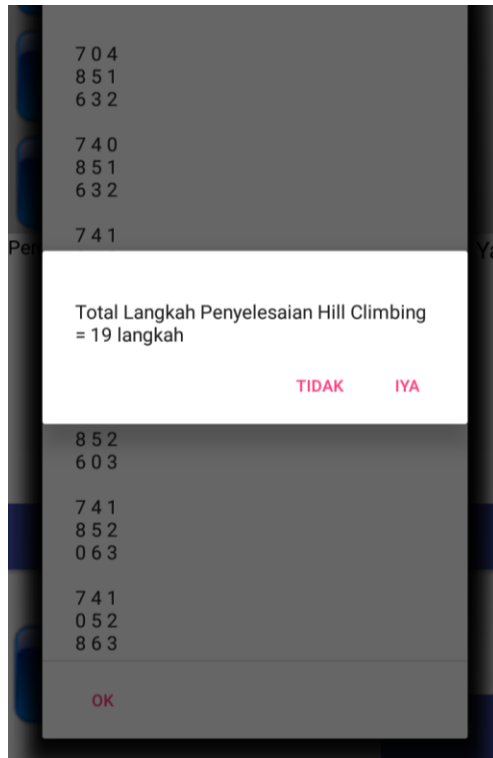 7 0 4
8 5 1
6 3 2
7 4 0
8 5 1
6 3 2
7 4 1
Total Langkah Penyelesaian Hill Climbing
= 19 langkah
TIDAK IYA
8 5 2
6 0 3
7 4 1
8 5 2
0 6 3
7 4 1
0 5 2
8 6 3
OK